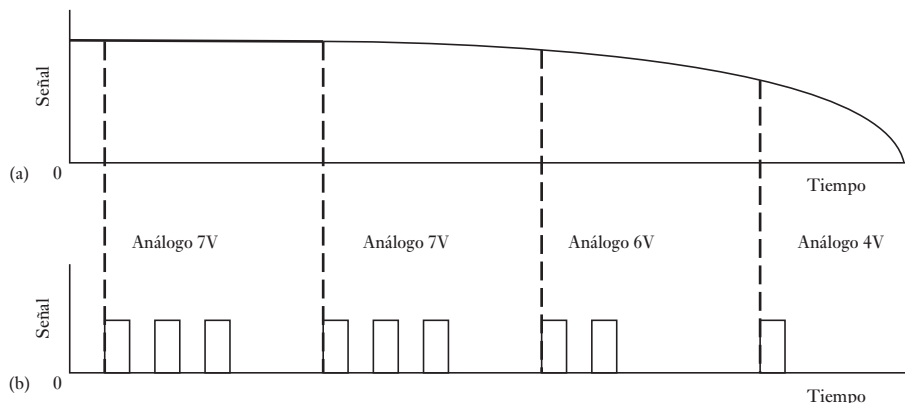 Señal
(a)
0
Tiempo
Análogo 7V
Análogo 7V
Análogo 6V
Análogo 4V
Señal
(b)
0
Tiempo